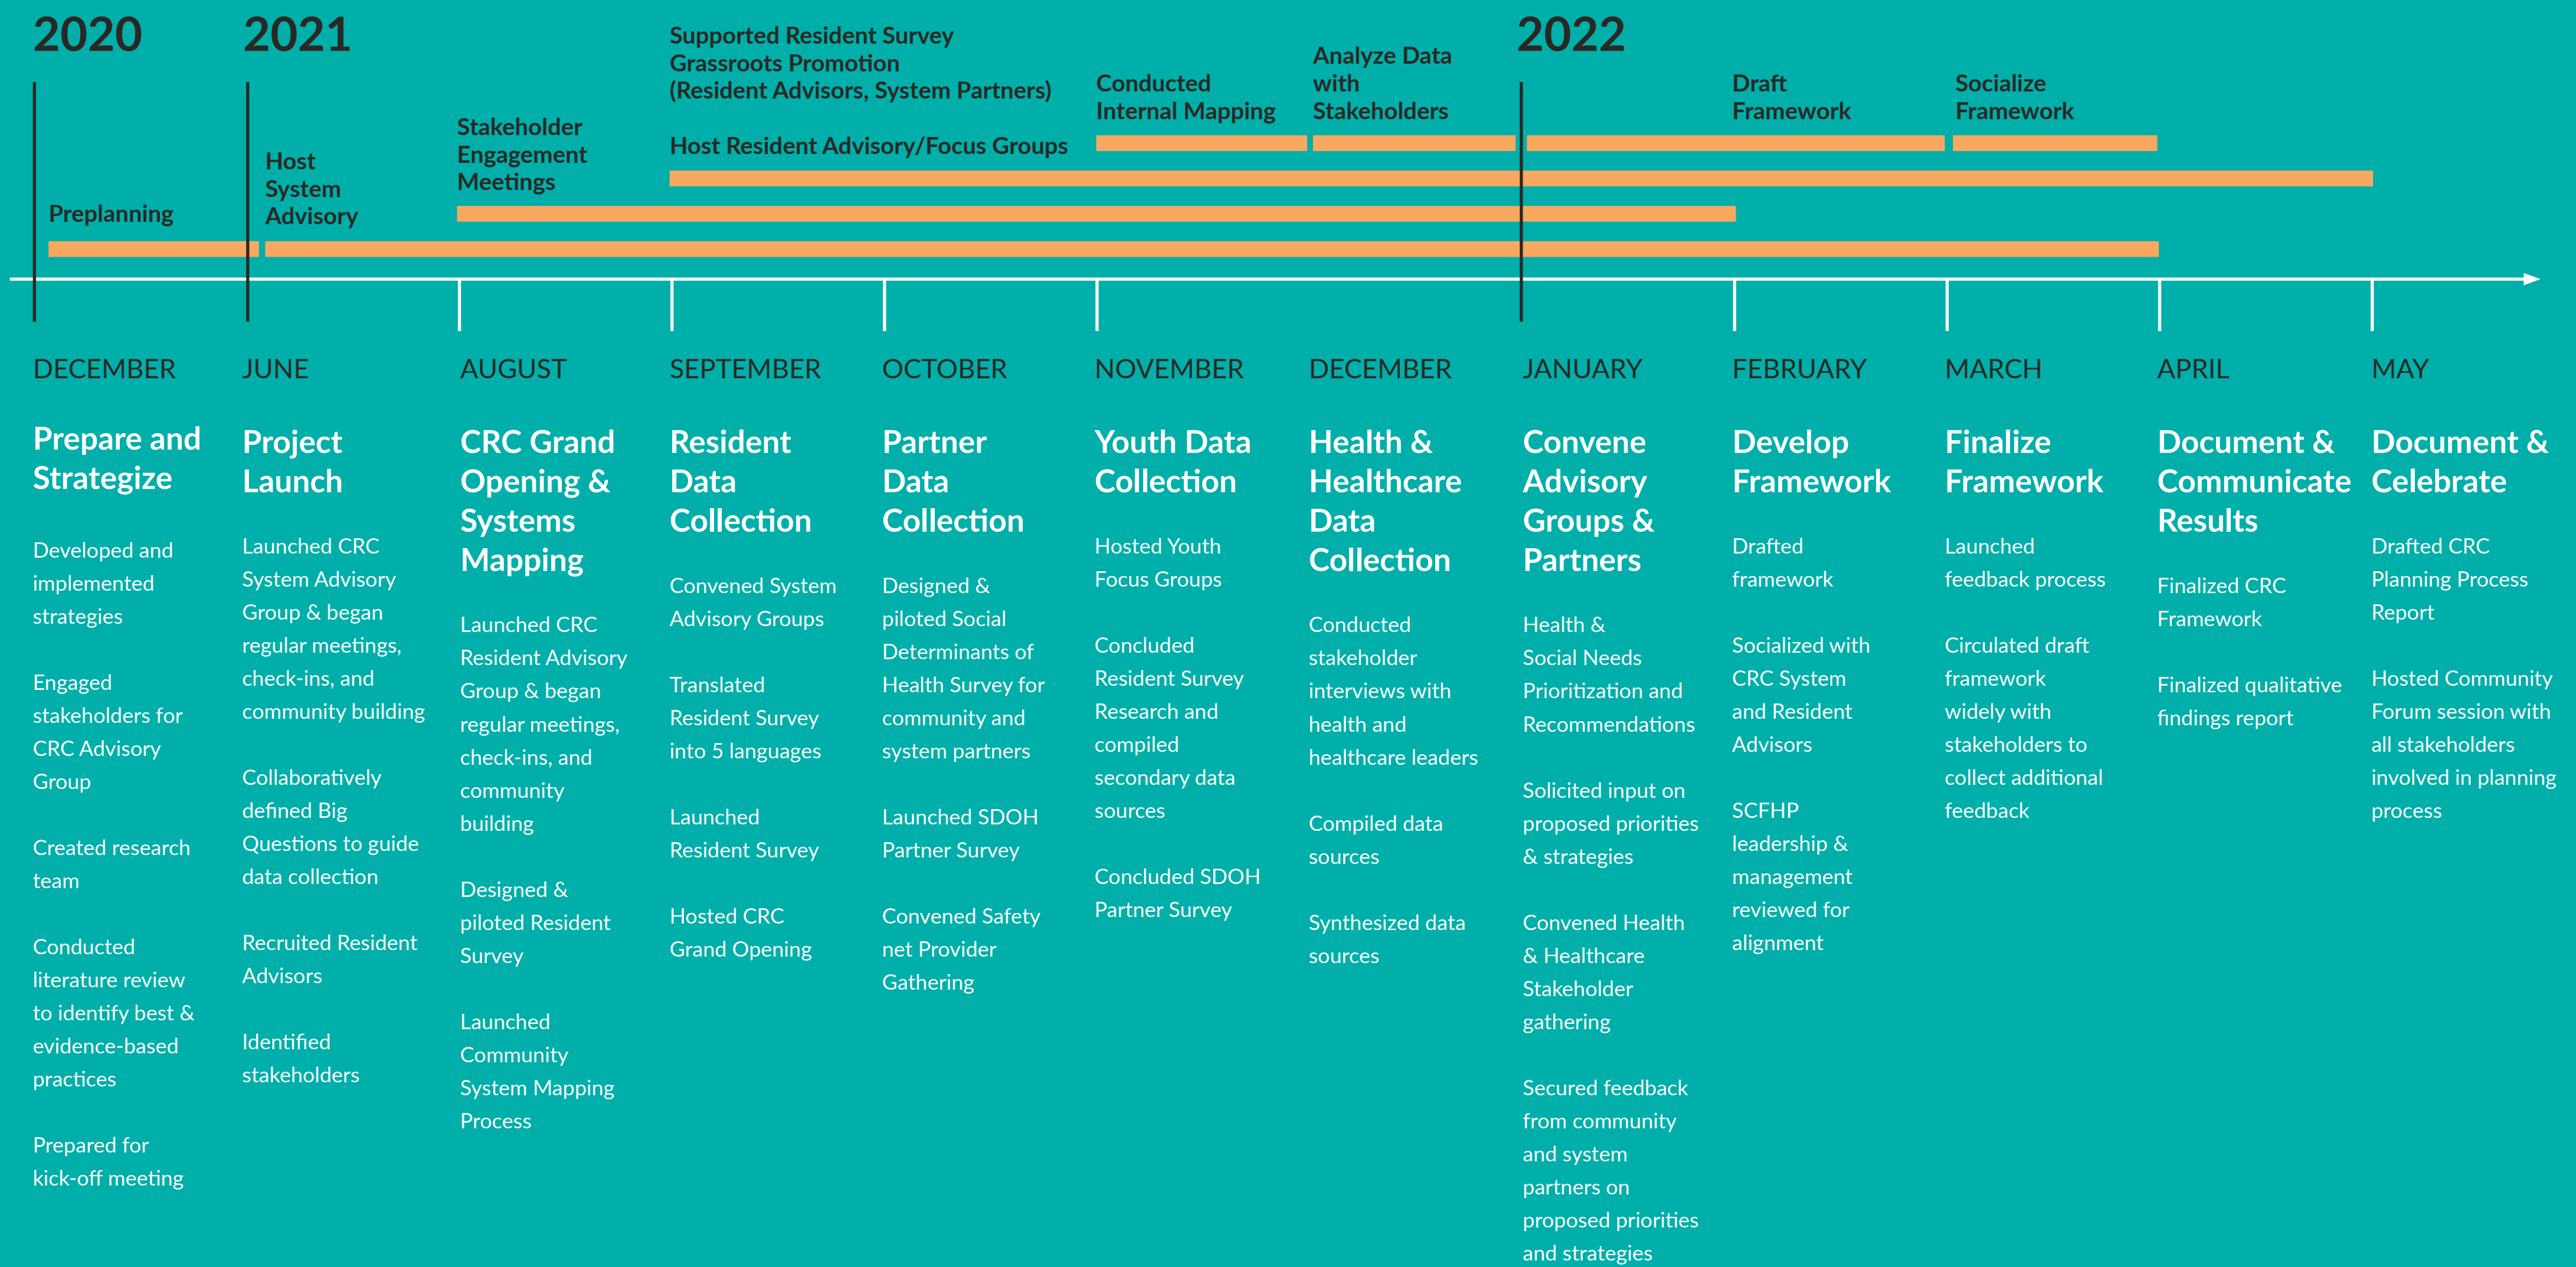 2020
2021
2022
Preplanning
Host
System
Advisory
Stakeholder
Engagement
Meetings
Supported Resident Survey
Grassroots Promotion
(Resident Advisors, System Partners)
Host Resident Advisory/Focus Groups
Conducted
Internal Mapping
Analyze Data
with
Stakeholders
Draft
Framework
Socialize
Framework
DECEMBER
Prepare and
Strategize
Developed and
implemented
strategies
Engaged
stakeholders for
CRC Advisory
Group
Created research
team
Conducted
literature review
to identify best &
evidence-based
practices
Prepared for
kick-off meeting
JUNE
Project
Launch
Launched CRC
System Advisory
Group & began
regular meetings,
check-ins, and
community building
Collaboratively
defined Big
Questions to guide
data collection
Recruited Resident
Advisors
Identified
stakeholders
AUGUST
CRC Grand
Opening &
Systems
Mapping
Launched CRC
Resident Advisory
Group & began
regular meetings,
check-ins, and
community
building
Designed &
piloted Resident
Survey
Launched
Community
System Mapping
Process
SEPTEMBER
Resident
Data
Collection
Convened System
Advisory Groups
Translated
Resident Survey
into 5 languages
Launched
Resident Survey
Hosted CRC
Grand Opening
OCTOBER
Partner
Data
Collection
Designed &
piloted Social
Determinants of
Health Survey for
community and
system partners
Launched SDOH
Partner Survey
Convened Safety
net Provider
Gathering
NOVEMBER
Youth Data
Collection
Hosted Youth
Focus Groups
Concluded
Resident Survey
Research and
compiled
secondary data
sources
Concluded SDOH
Partner Survey
DECEMBER
Health &
Healthcare
Data
Collection
Conducted
stakeholder
interviews with
health and
healthcare leaders
Compiled data
sources
Synthesized data
sources
JANUARY
Convene
Advisory
Groups &
Partners
Health &
Social Needs
Prioritization and
Recommendations
Solicited input on
proposed priorities
& strategies
Convened Health
& Healthcare
Stakeholder
gathering
Secured feedback
from community
and system
partners on
proposed priorities
and strategies
FEBRUARY
Develop
Framework
Drafted
framework
Socialized with
CRC System
and Resident
Advisors
SCFHP
leadership &
management
reviewed for
alignment
MARCH
Finalize
Framework
Launched
feedback process
Circulated draft
framework
widely with
stakeholders to
collect additional
feedback
APRIL
Document &
Communicate
Results
Finalized CRC
Framework
Finalized qualitative
findings report
MAY
Document &
Celebrate
Drafted CRC
Planning Process
Report
Hosted Community
Forum session with
all stakeholders
involved in planning
process